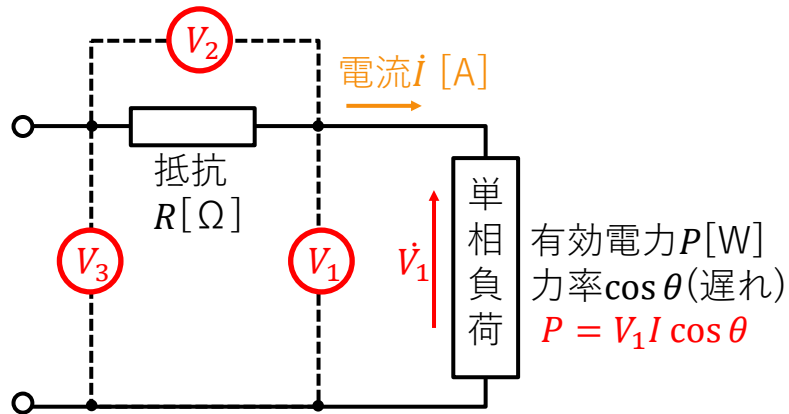 V₂
電流İ [A]
抵抗
R[Ω]
V₃
V₁
V̇₁
単相負荷
有効電力P[W]
力率cos θ(遅れ)
P = V₁I cos θ